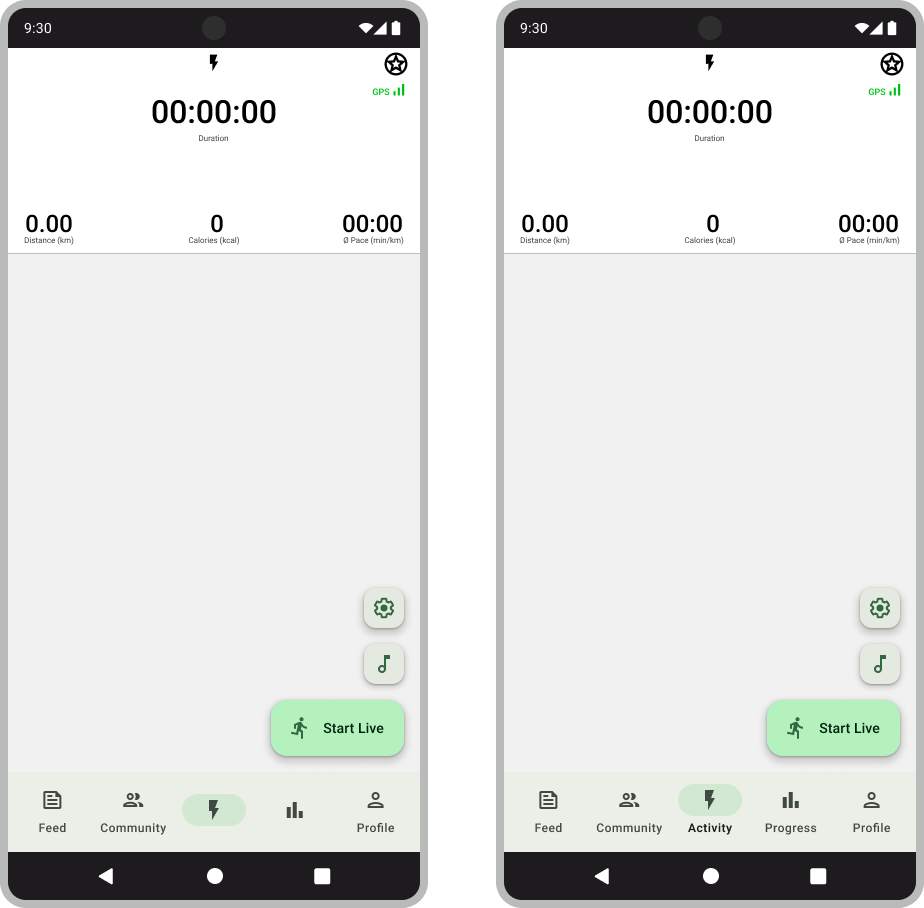 9:30
GPS
00:00:00
Duration
0.00 0 00:00
Distance (km) Calories (kcal) Ø Pace (min/km)
Start Live
Feed Community Profile
9:30
GPS
00:00:00
Duration
0.00 0 00:00
Distance (km) Calories (kcal) Ø Pace (min/km)
Start Live
Feed Community Activity Progress Profile